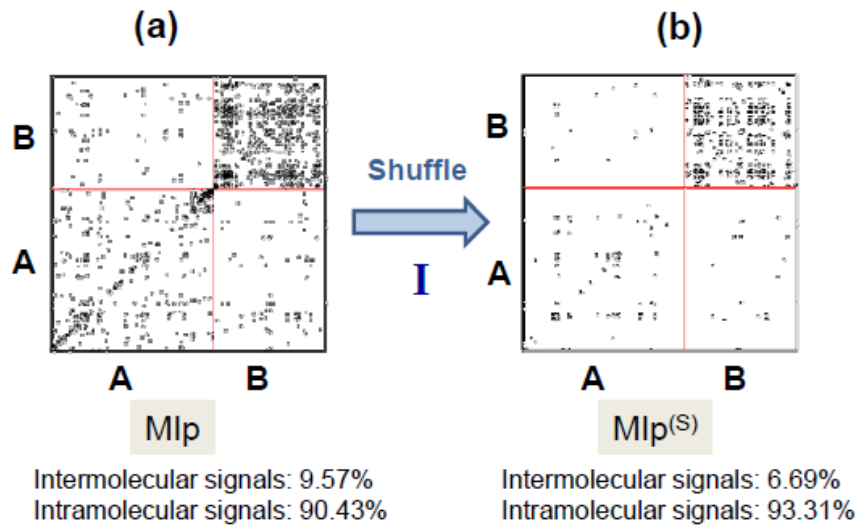 (a)
(b)
B
A
A
B
Shuffle
I
B
A
A
B
MIp
MIp(S)
Intermolecular signals: 9.57%
Intramolecular signals: 90.43%
Intermolecular signals: 6.69%
Intramolecular signals: 93.31%